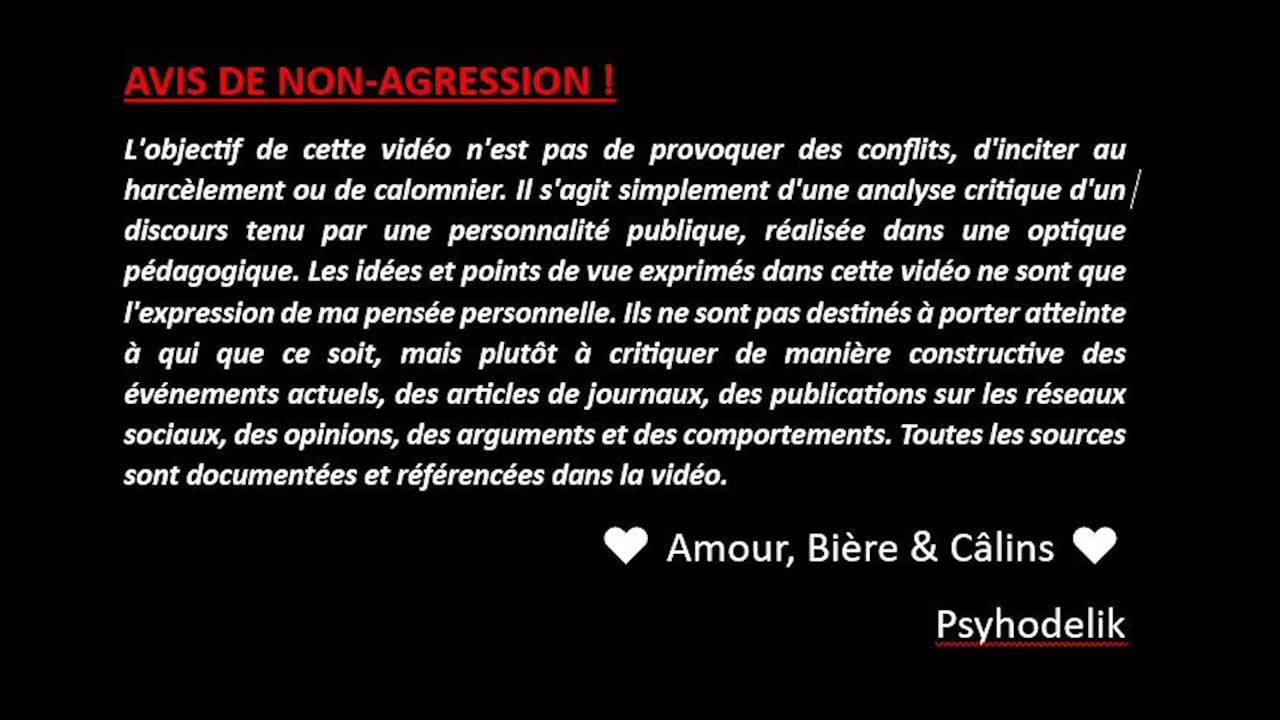 AVIS DE NON-AGRESSION !
L'objectif de cette vidéo n'est pas de provoquer des conflits, d'inciter au
harcèlement ou de calomnier. Il s'agit simplement d'une analyse critique d'un
discours tenu par une personnalité publique, réalisée dans une optique
pédagogique. Les idées et points de vue exprimés dans cette vidéo ne sont que
l'expression de ma pensée personnelle. Ils ne sont pas destinés à porter atteinte
à qui que ce soit, mais plutôt à critiquer de manière constructive des
événements actuels, des articles de journaux, des publications sur les réseaux
sociaux, des opinions, des arguments et des comportements. Toutes les sources
sont documentées et référencées dans la vidéo.
♥ Amour, Bière & Câlins ♥
Psyhodelik